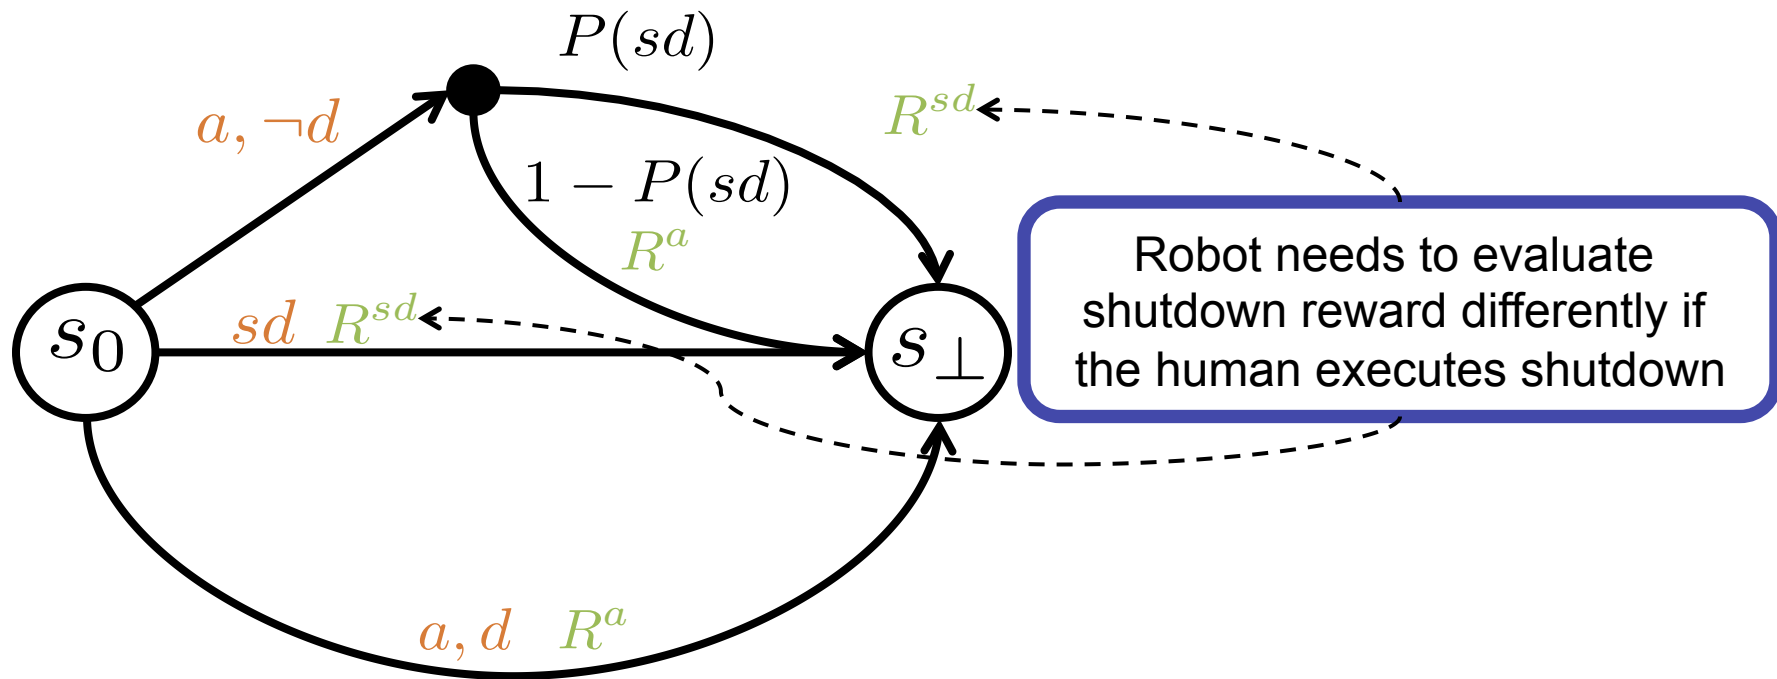 P(sd)
a, ¬d
R^{sd}
1 − P(sd)
R^a
sd R^{sd}
s_0
s_⊥
Robot needs to evaluate
shutdown reward differently if
the human executes shutdown
a, d R^a